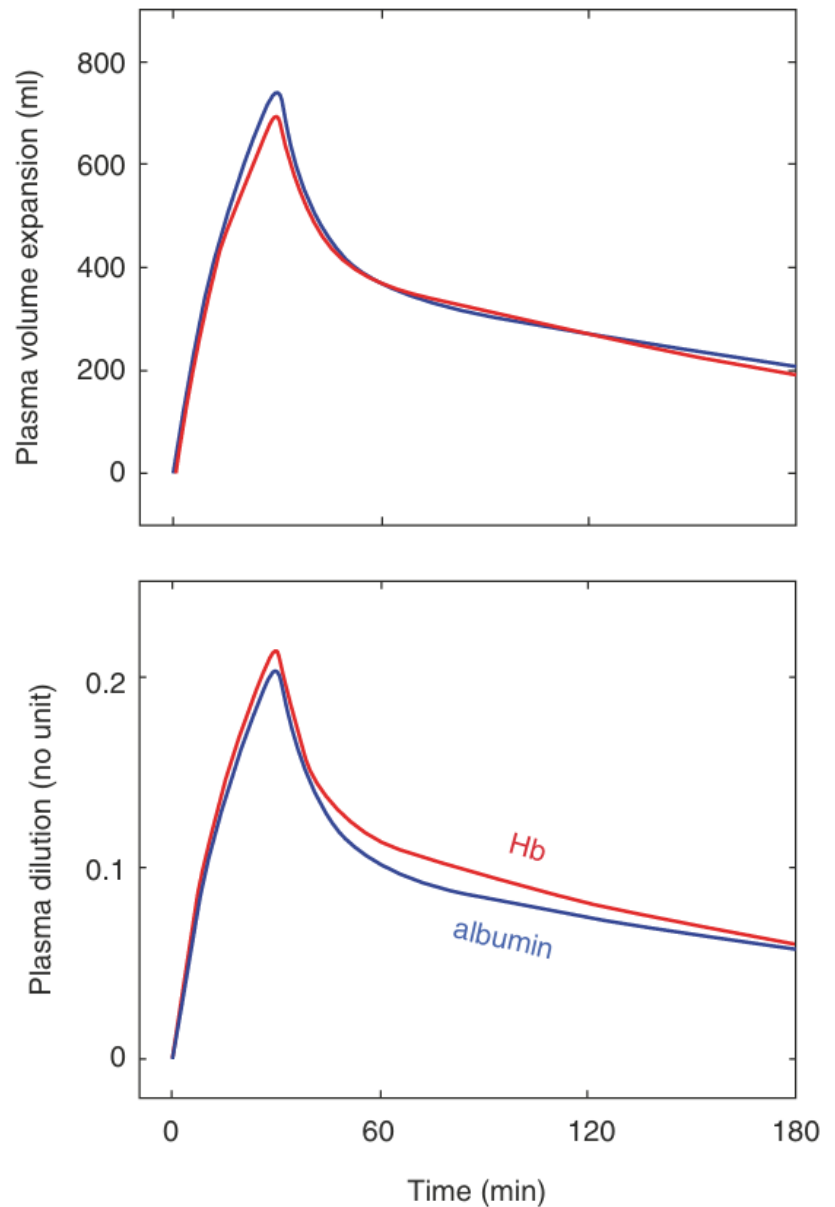 Plasma volume expansion (ml)
800
600
400
200
0
Plasma dilution (no unit)
0.2
0.1
0
Hb
albumin
0 60 120 180
Time (min)